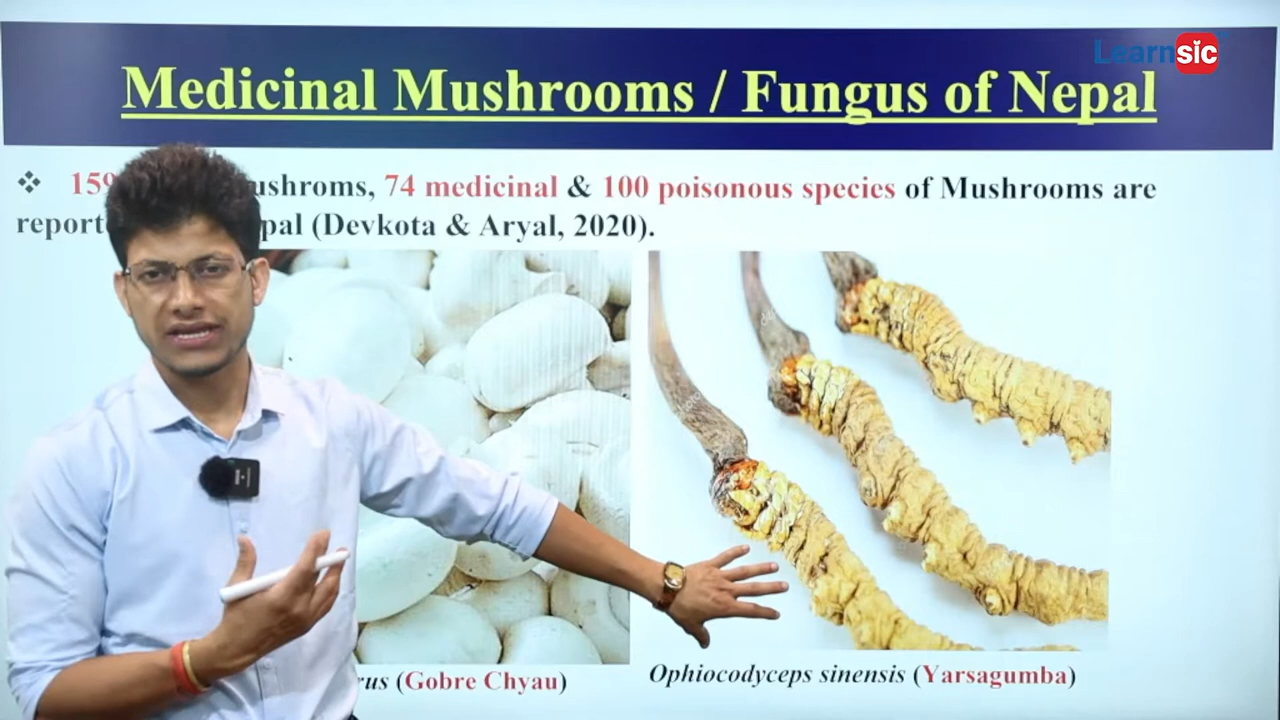 Learnsic
Medicinal Mushrooms / Fungus of Nepal
❖ 159 ushroms, 74 medicinal & 100 poisonous species of Mushrooms are
report pal (Devkota & Aryal, 2020).
rus (Gobre Chyau)
Ophiocodyceps sinensis (Yarsagumba)